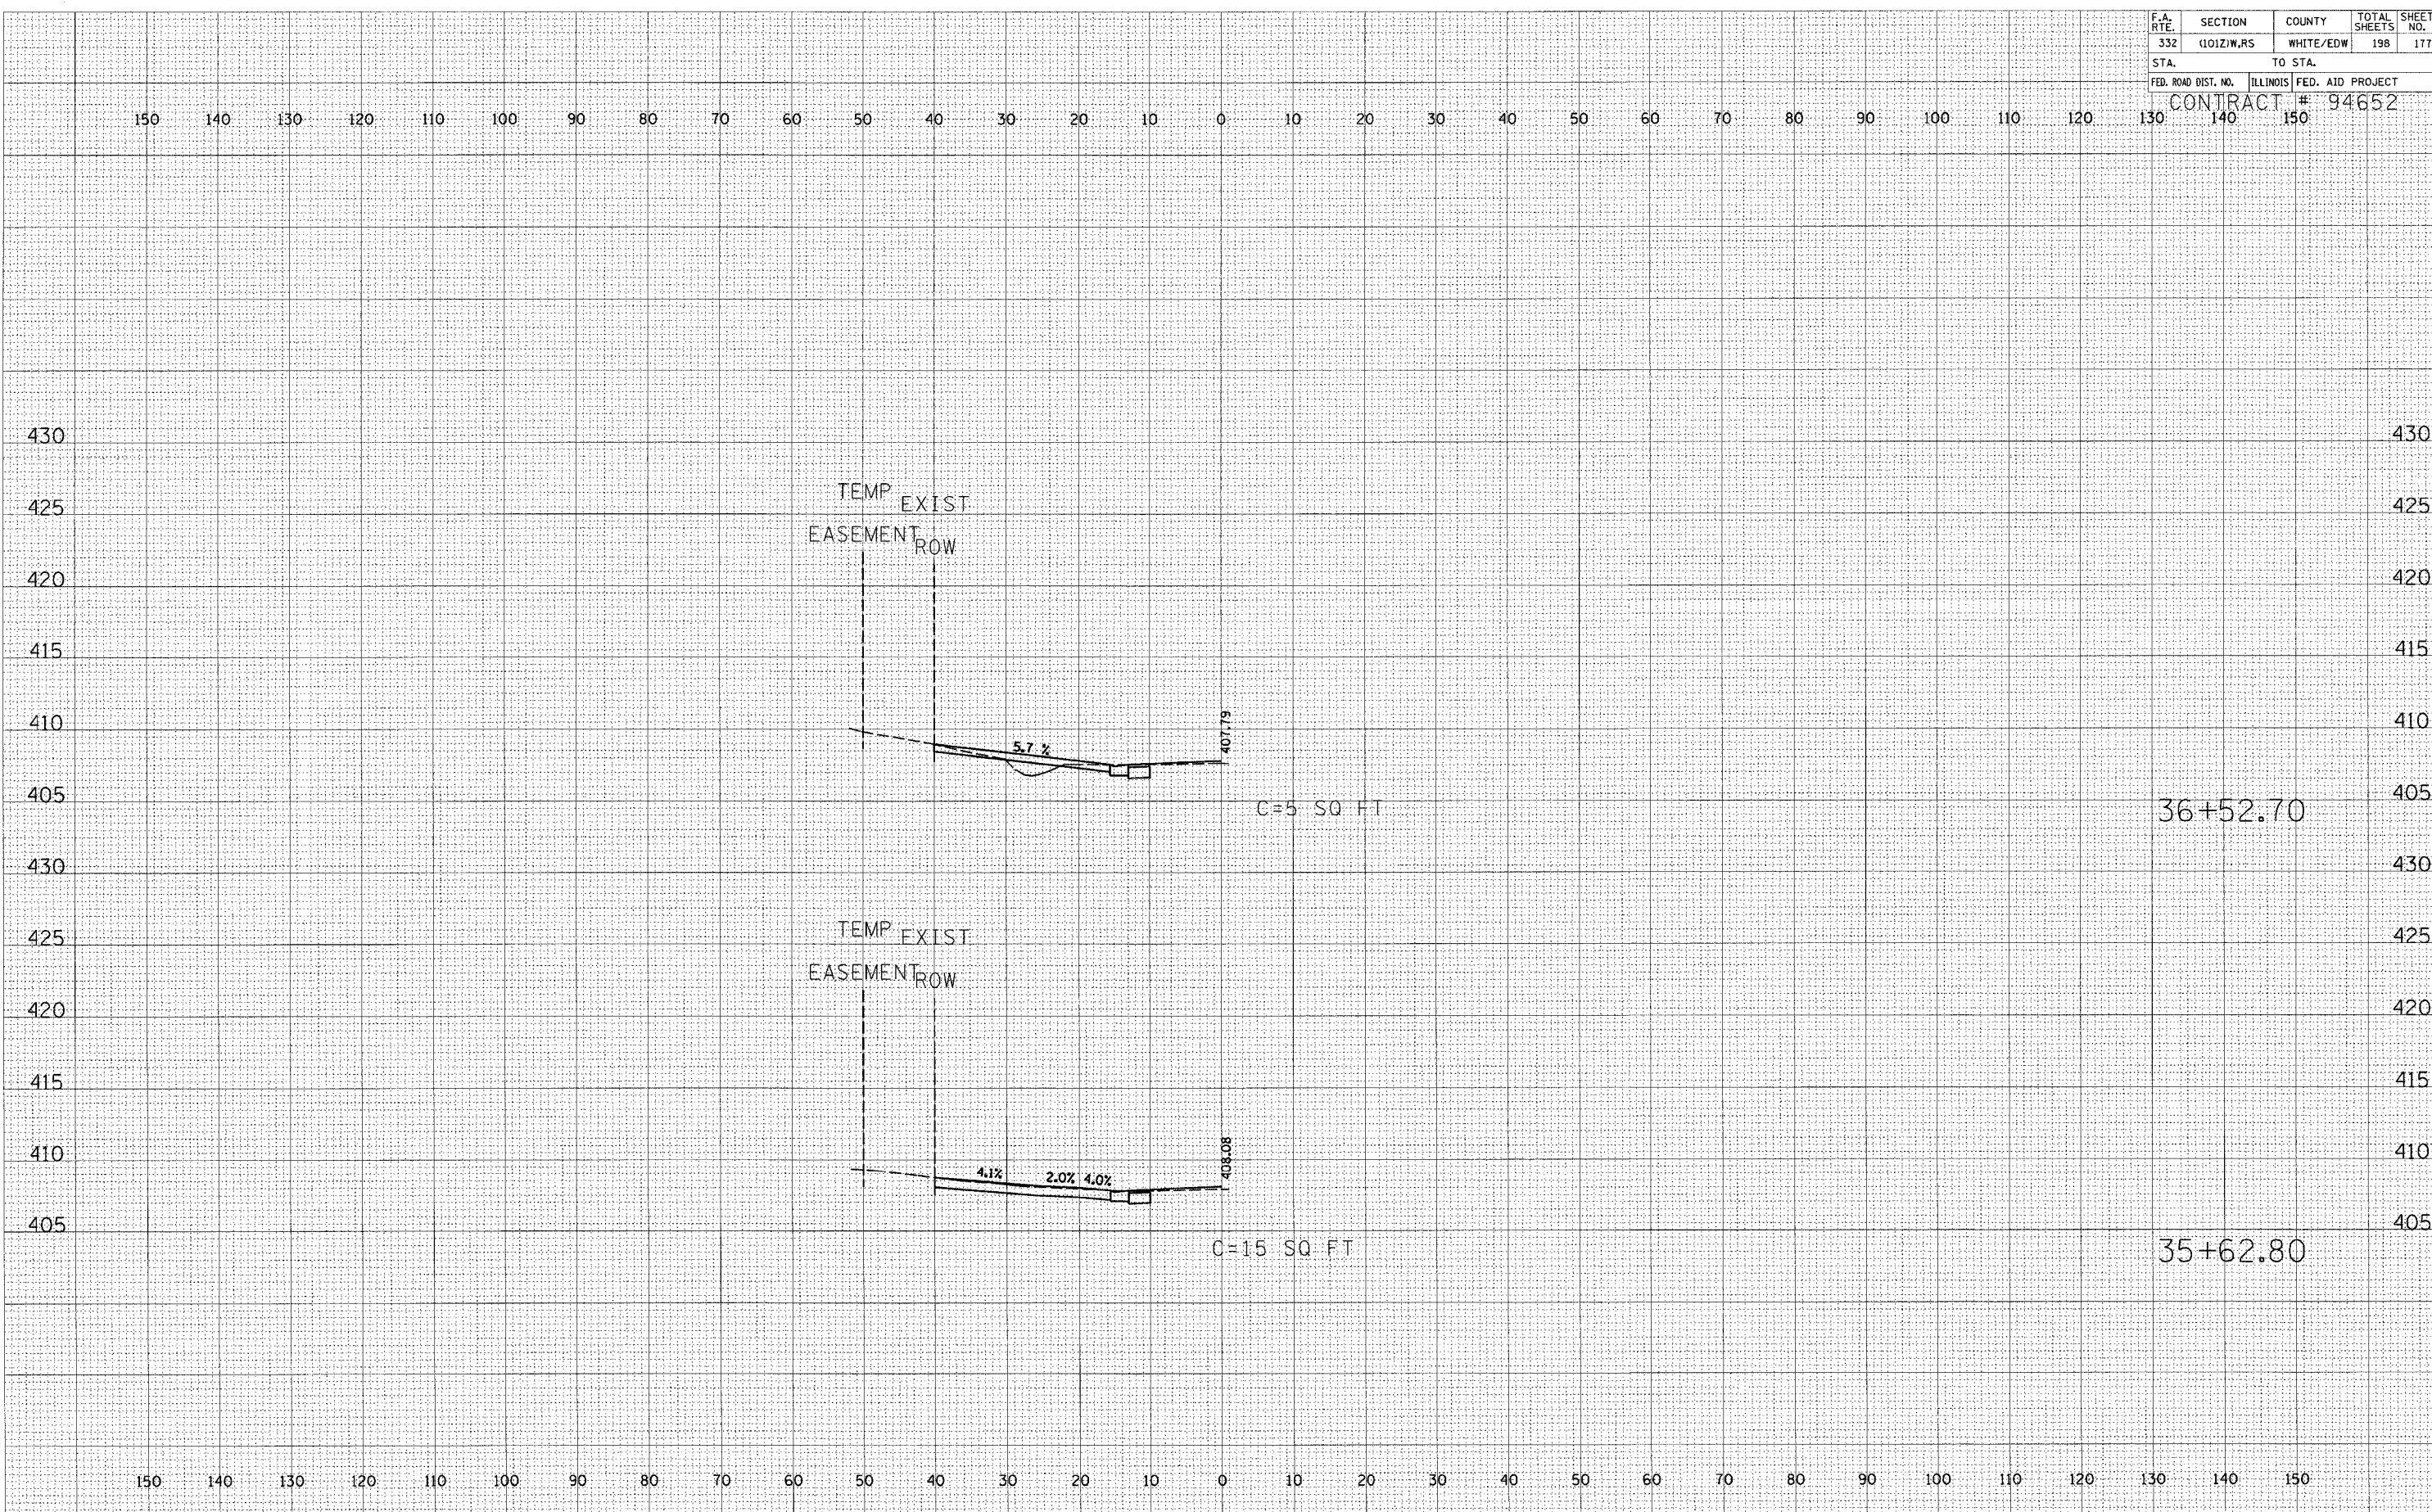 F.A. RTE. SECTION COUNTY TOTAL SHEETS SHEET NO.
332 (101Z)W,RS WHITE/EDW 198 177
STA. TO STA.
FED. ROAD DIST. NO. ILLINOIS FED. AID PROJECT
CONTRACT # 94652
150 140 130 120 110 100 90 80 70 60 50 40 30 20 10 0 10 20 30 40 50 60 70 80 90 100 110 120 130 140 150
430 430
TEMP EXIST
425 425
EASEMENT ROW
420 420
415 415
410 5.7 % 407.79 410
405 C=5 SQ FT 36+52.70 405
430 430
TEMP EXIST
425 425
EASEMENT ROW
420 420
415 415
410 4.1% 2.0% 4.0% 408.08 410
405 405
C=15 SQ FT 35+62.80
150 140 130 120 110 100 90 80 70 60 50 40 30 20 10 0 10 20 30 40 50 60 70 80 90 100 110 120 130 140 150